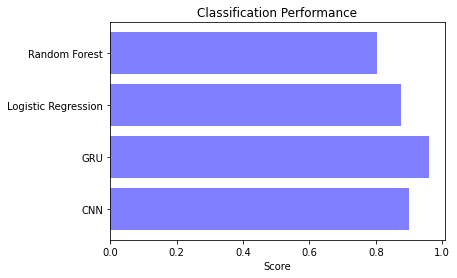 Classification Performance
Random Forest
Logistic Regression
GRU
CNN
0.0 0.2 0.4 0.6 0.8 1.0
Score